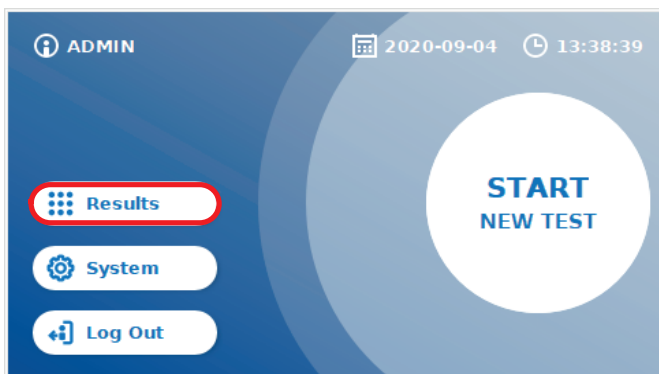 ADMIN 2020-09-04 13:38:39
START
NEW TEST
Results
System
Log Out